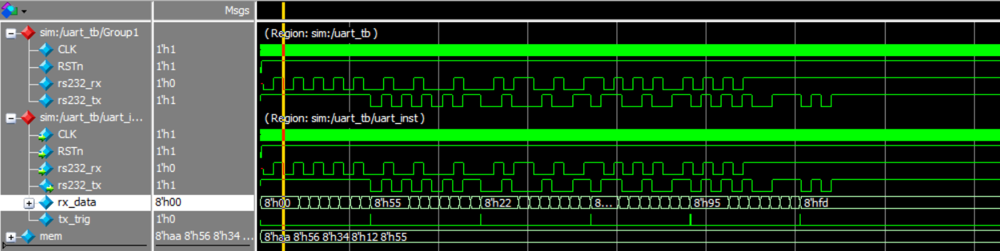 Msgs
sim:/uart_tb/Group1 (Region: sim:/uart_tb )
CLK 1'h1
RSTn 1'h1
rs232_rx 1'h0
rs232_tx 1'h1
sim:/uart_tb/uart_i... (Region: sim:/uart_tb/uart_inst )
CLK 1'h1
RSTn 1'h1
rs232_rx 1'h0
rs232_tx 1'h1
rx_data 8'h00 8'h00 8'h55 8'h22 8... 8'h95 8'hfd
tx_trig 1'h0
mem 8'haa 8'h56 8'h34 ... 8'haa 8'h56 8'h34 8'h12 8'h55